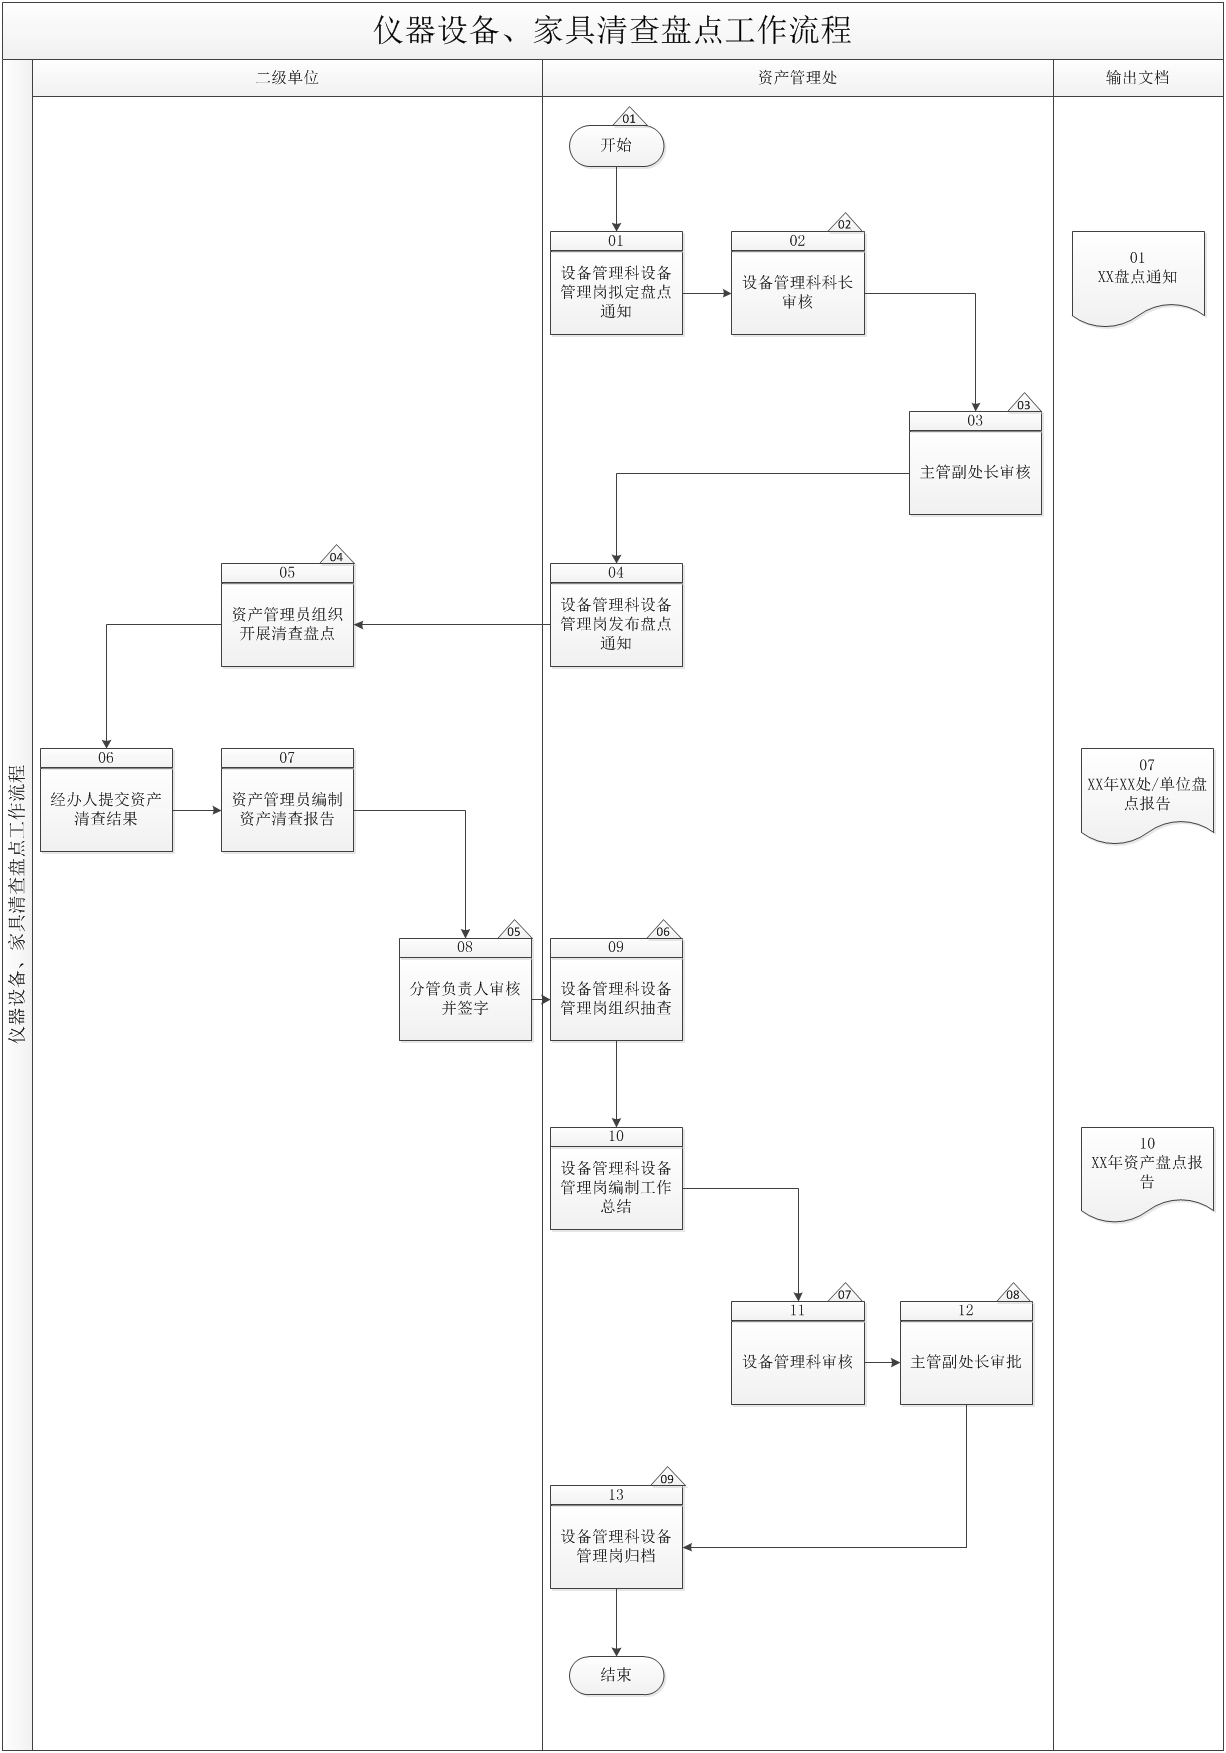 仪器设备、家具清查盘点工作流程
二级单位
资产管理处
输出文档
仪器设备、家具清查盘点工作流程
01
开始
01
设备管理科设备
管理岗拟定盘点
通知
02
02
设备管理科科长
审核
01
XX盘点通知
03
03
主管副处长审核
04
设备管理科设备
管理岗发布盘点
通知
04
05
资产管理员组织
开展清查盘点
06
经办人提交资产
清查结果
07
资产管理员编制
资产清查报告
07
XX年XX处/单位盘
点报告
05
08
分管负责人审核
并签字
06
09
设备管理科设备
管理岗组织抽查
10
设备管理科设备
管理岗编制工作
总结
10
XX年资产盘点报
告
07
11
设备管理科审核
08
12
主管副处长审批
09
13
设备管理科设备
管理岗归档
结束